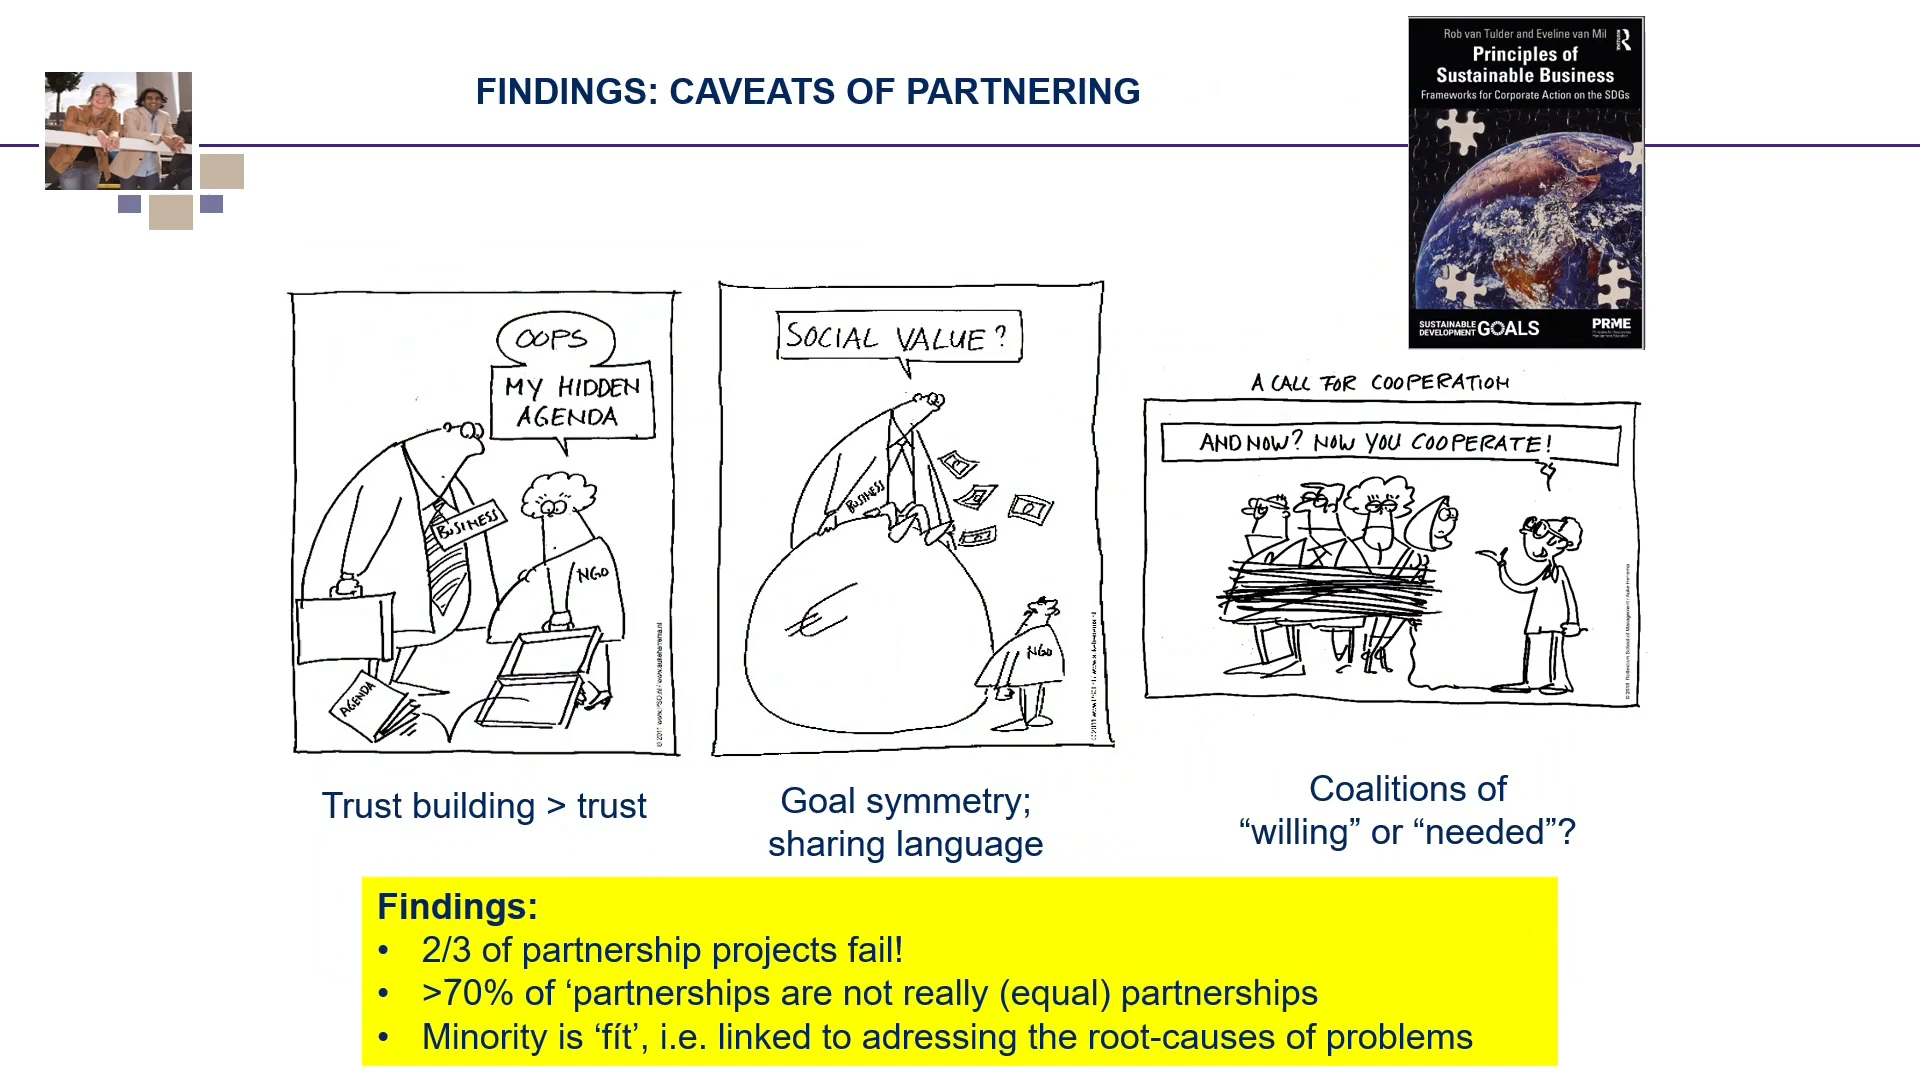 FINDINGS: CAVEATS OF PARTNERING
Rob van Tulder and Eveline van Mil
Principles of
Sustainable Business
Frameworks for Corporate Action on the SDGs
SUSTAINABLE
DEVELOPMENT
GOALS
PRME
OOPS
MY HIDDEN
AGENDA
BUSINESS
NGO
AGENDA
SOCIAL VALUE?
BUSINESS
NGO
A CALL FOR COOPERATION
AND NOW? NOW YOU COOPERATE!
Trust building > trust
Goal symmetry;
sharing language
Coalitions of
“willing” or “needed”?
Findings:
• 2/3 of partnership projects fail!
• >70% of ‘partnerships are not really (equal) partnerships
• Minority is ‘fít’, i.e. linked to adressing the root-causes of problems